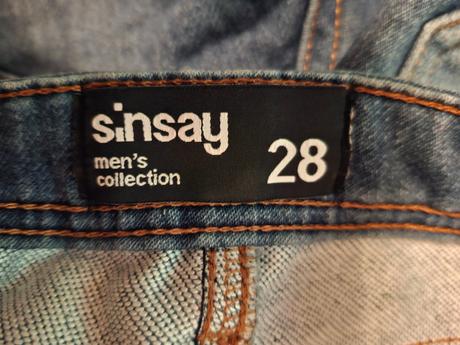 sinsay
men's
collection
28